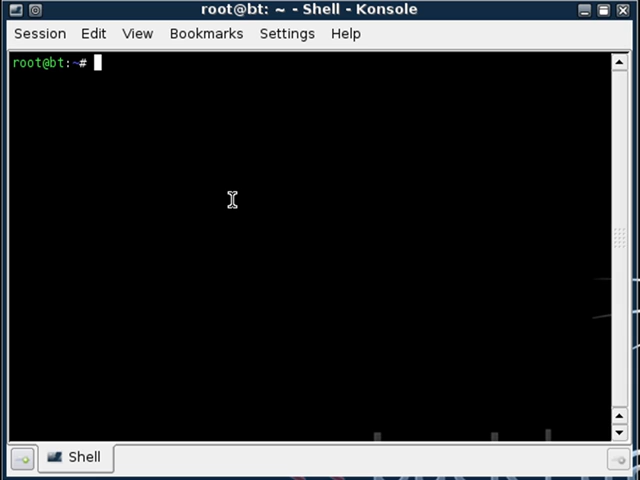 root@bt: ~ - Shell - Konsole
Session Edit View Bookmarks Settings Help
root@bt:~#
Shell